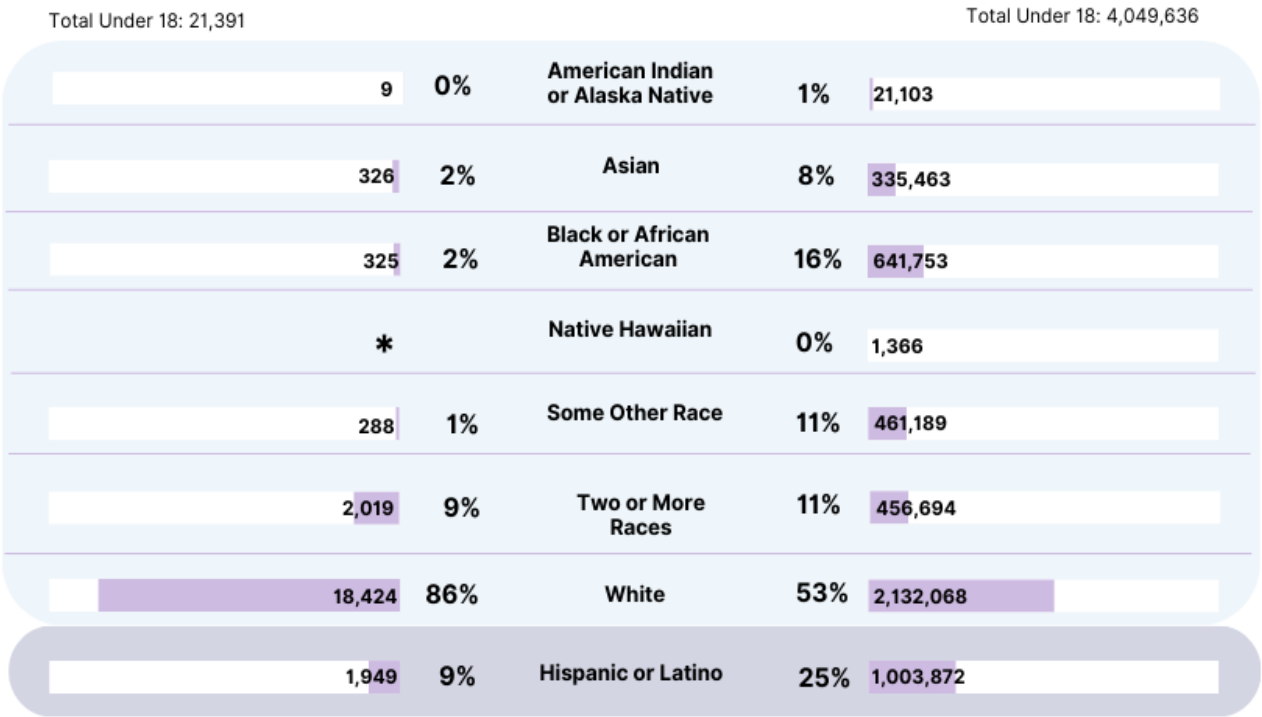 Total Under 18: 21,391
Total Under 18: 4,049,636
9 0% American Indian
or Alaska Native 1% 21,103
326 2% Asian 8% 335,463
325 2% Black or African
American 16% 641,753
* Native Hawaiian 0% 1,366
288 1% Some Other Race 11% 461,189
2,019 9% Two or More
Races 11% 456,694
18,424 86% White 53% 2,132,068
1,949 9% Hispanic or Latino 25% 1,003,872